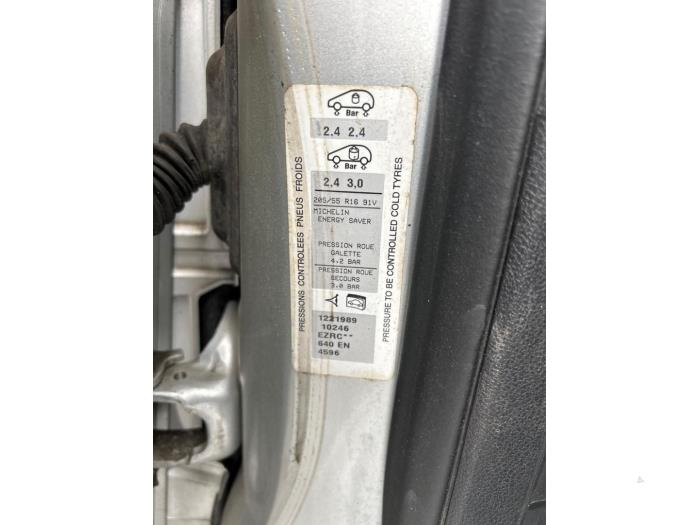 Bar
2,4 2,4
Bar
2,4 3,0
205/55 R16 91V
MICHELIN
ENERGY SAVER
PRESSION ROUE
GALETTE
4.2 BAR
PRESSION ROUE
SECOURS
3.0 BAR
1221989
10246
EZRC**
640 EN
4596
PRESSIONS CONTROLEES PNEUS FROIDS
PRESSURE TO BE CONTROLLED COLD TYRES